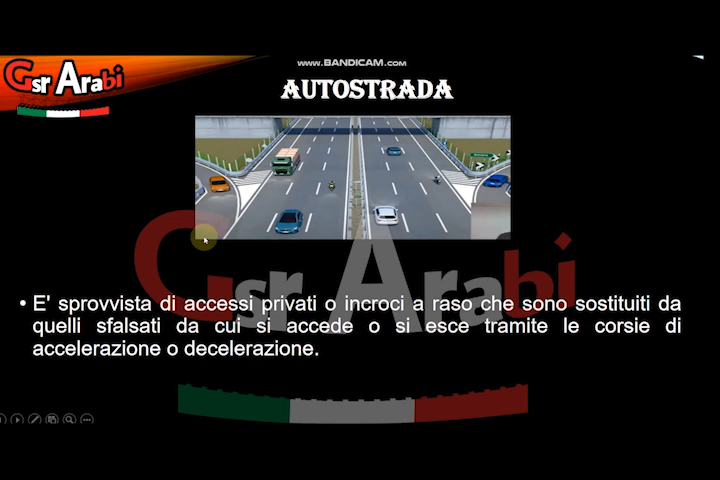 www.BANDICAM.com
Gsr Arabi
AUTOSTRADA
Gsr Arabi
• E' sprovvista di accessi privati o incroci a raso che sono sostituiti da
quelli sfalsati da cui si accede o si esce tramite le corsie di
accelerazione o decelerazione.